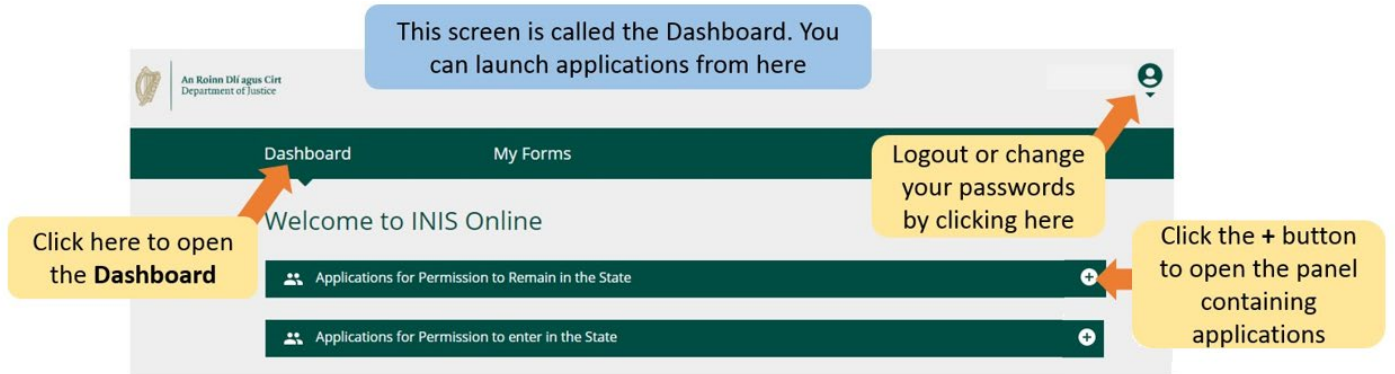 This screen is called the Dashboard. You
can launch applications from here
An Roinn Dlí agus Cirt
Department of Justice
Dashboard
My Forms
Logout or change
your passwords
by clicking here
Welcome to INIS Online
Click here to open
the Dashboard
Click the + button
to open the panel
containing
applications
Applications for Permission to Remain in the State
Applications for Permission to enter in the State